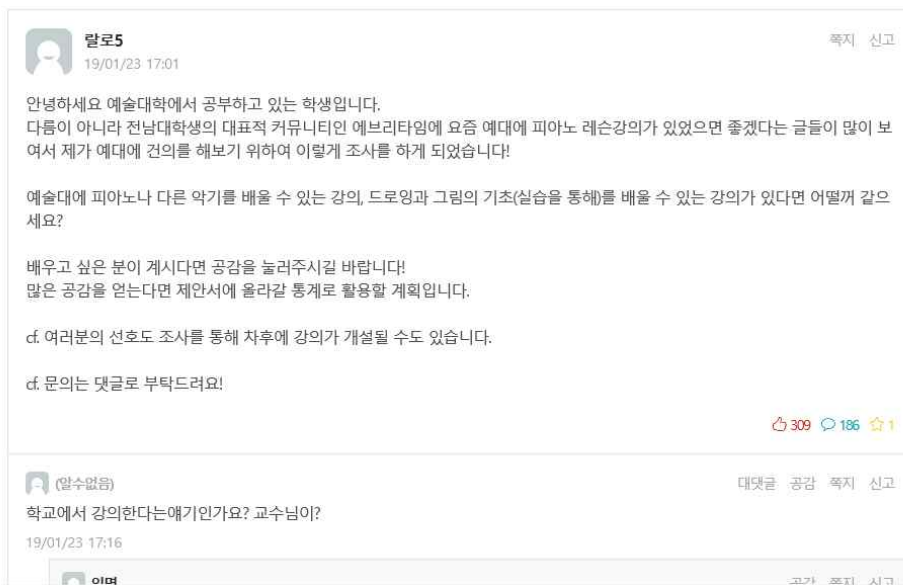 랄로5
쪽지 신고
19/01/23 17:01
안녕하세요 예술대학에서 공부하고 있는 학생입니다.
다름이 아니라 전남대학생의 대표적 커뮤니티인 에브리타임에 요즘 예대에 피아노 레슨강의가 있었으면 좋겠다는 글들이 많이 보
여서 제가 예대에 건의를 해보기 위하여 이렇게 조사를 하게 되었습니다!
예술대에 피아노나 다른 악기를 배울 수 있는 강의, 드로잉과 그림의 기초(실습을 통해)를 배울 수 있는 강의가 있다면 어떨꺼 같으
세요?
배우고 싶은 분이 계시다면 공감을 눌러주시길 바랍니다!
많은 공감을 얻는다면 제안서에 올라갈 통계로 활용할 계획입니다.
cf. 여러분의 선호도 조사를 통해 차후에 강의가 개설될 수도 있습니다.
cf. 문의는 댓글로 부탁드려요!
309 186 1
(알수없음)
대댓글 공감 쪽지 신고
학교에서 강의한다는얘기인가요? 교수님이?
19/01/23 17:16
익명
공감 쪽지 신고